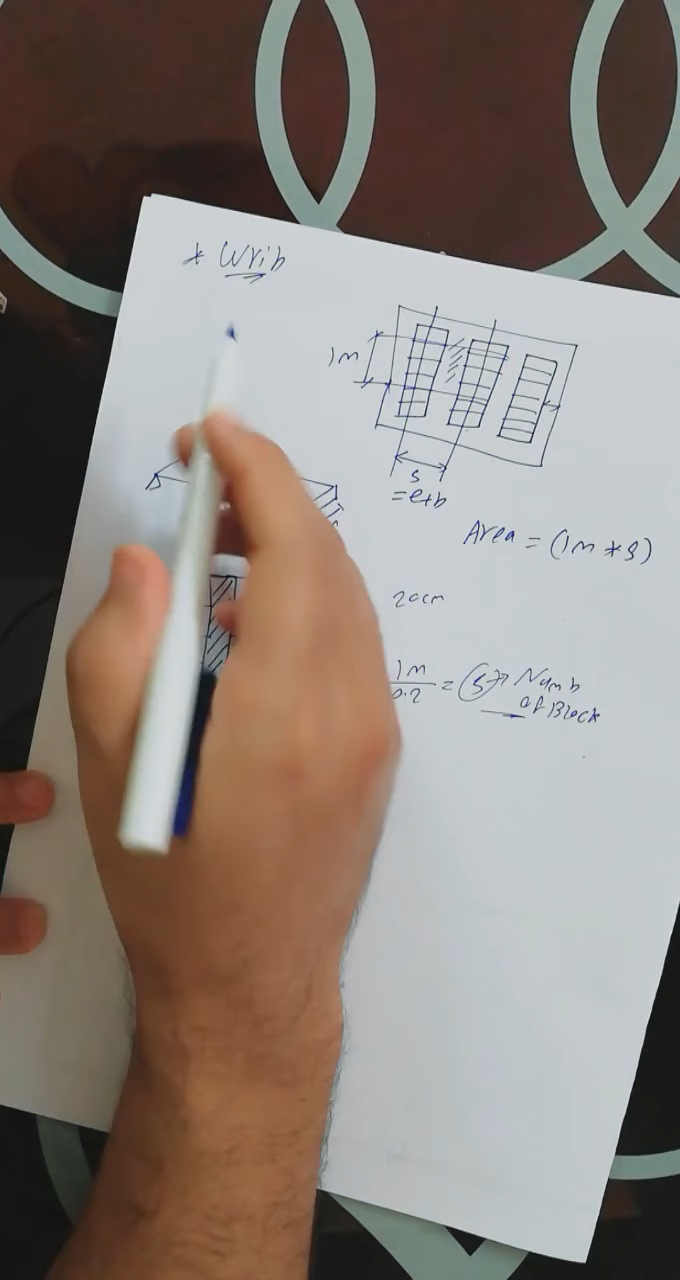 * Wrib
1m
s
= e+b
Area = (1m * s)
20cm
1m
0.2
= (5) → Numb
of Block